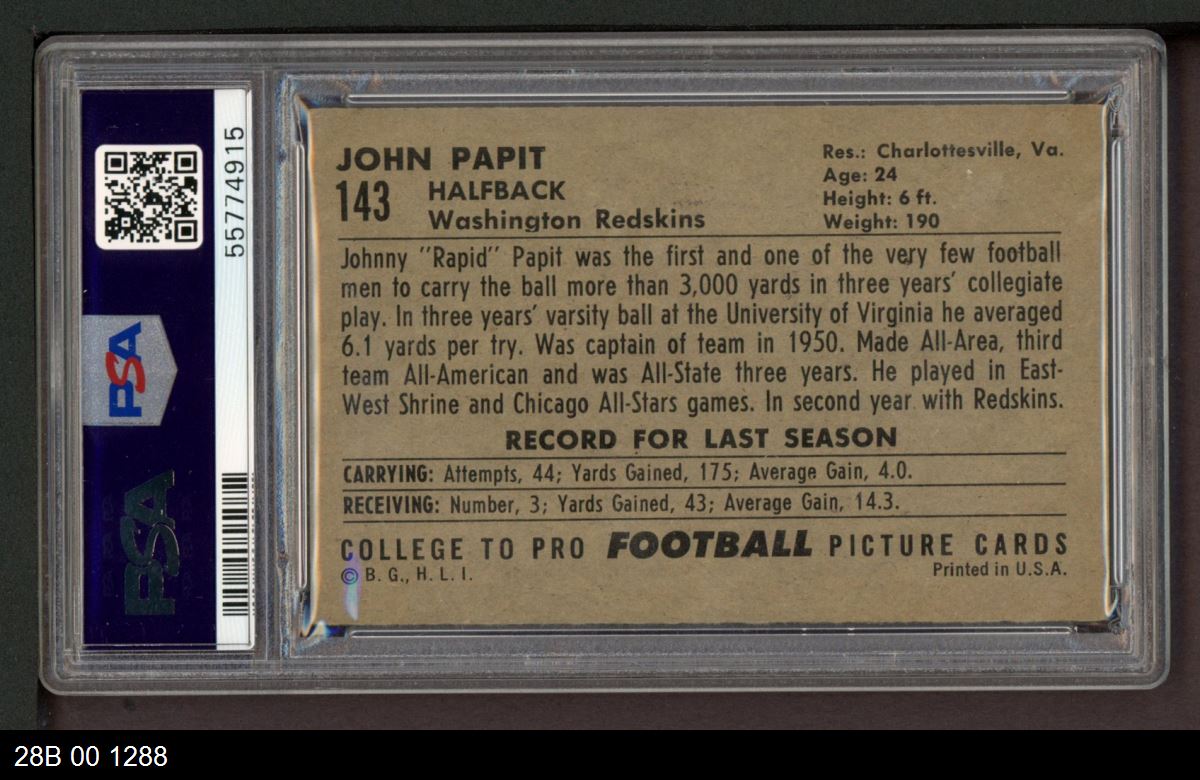 JOHN PAPIT
143 HALFBACK
Washington Redskins
Res.: Charlottesville, Va.
Age: 24
Height: 6 ft.
Weight: 190
Johnny "Rapid" Papit was the first and one of the very few football
men to carry the ball more than 3,000 yards in three years' collegiate
play. In three years' varsity ball at the University of Virginia he averaged
6.1 yards per try. Was captain of team in 1950. Made All-Area, third
team All-American and was All-State three years. He played in East-
West Shrine and Chicago All-Stars games. In second year with Redskins.
RECORD FOR LAST SEASON
CARRYING: Attempts, 44; Yards Gained, 175; Average Gain, 4.0.
RECEIVING: Number, 3; Yards Gained, 43; Average Gain, 14.3.
COLLEGE TO PRO FOOTBALL PICTURE CARDS
© B. G., H. L. I.
Printed in U.S.A.
55774915
PSA
PSA
28B 00 1288